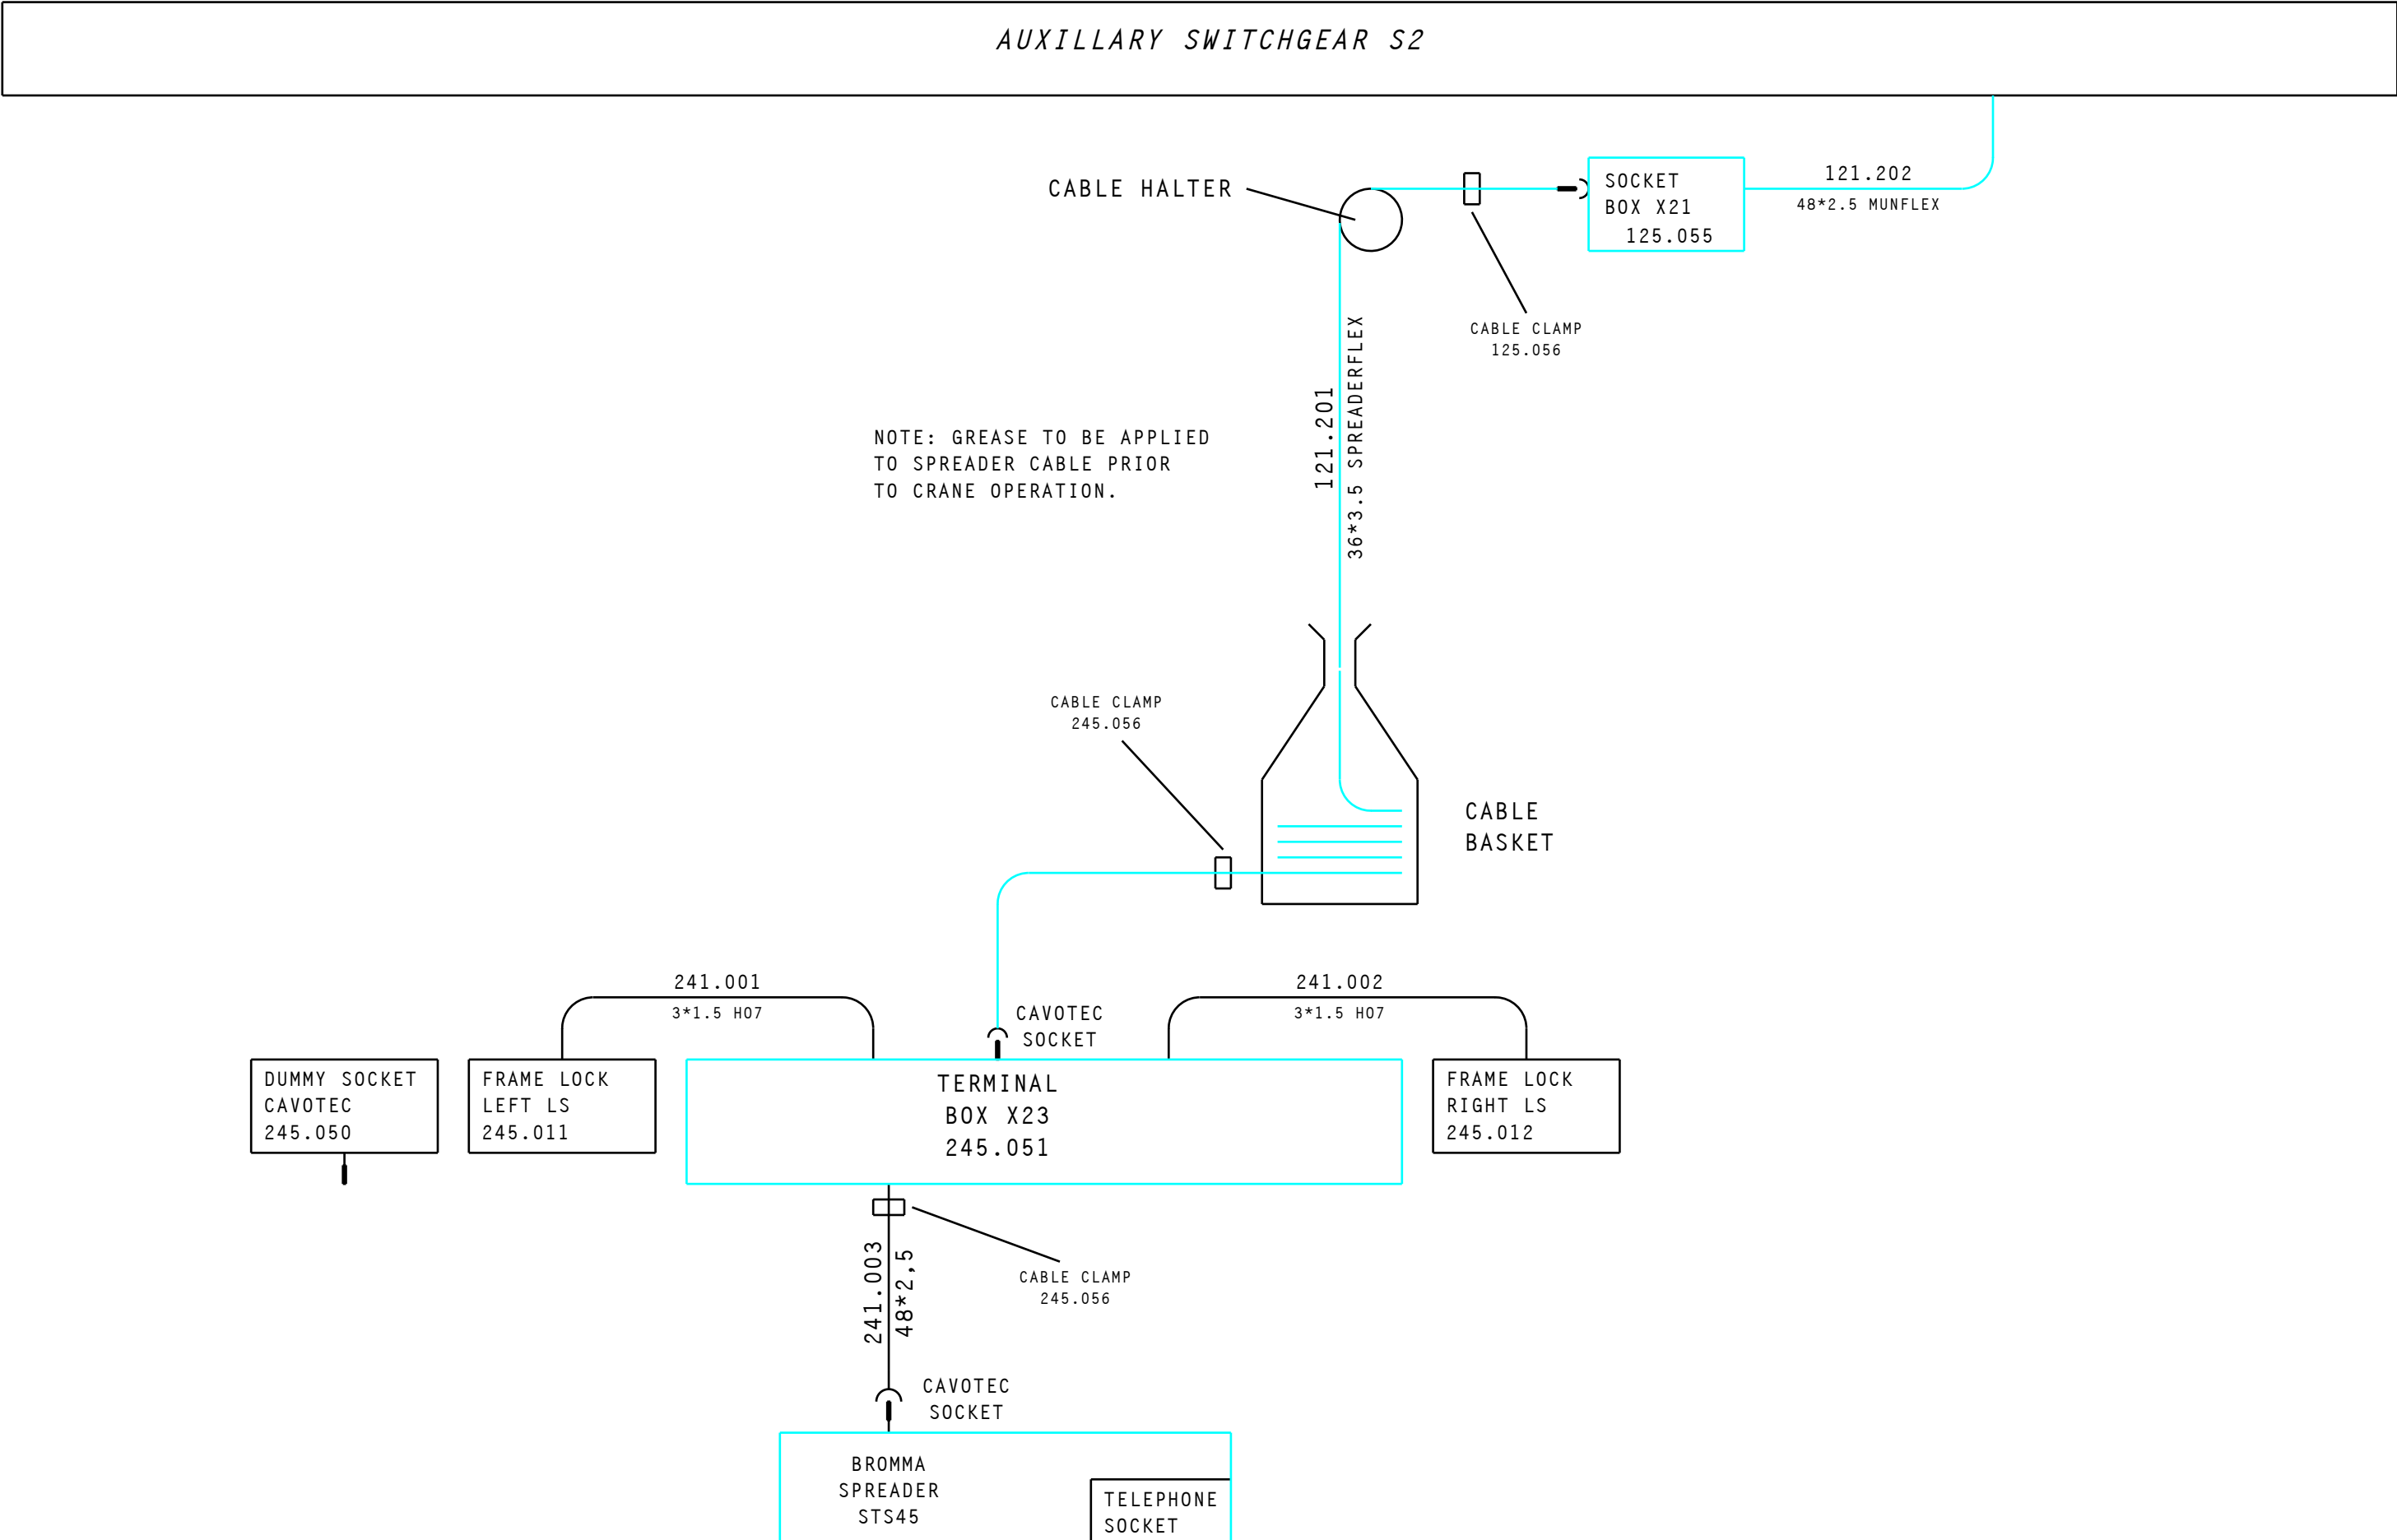 AUXILLARY SWITCHGEAR S2
CABLE HALTER
SOCKET
BOX X21
125.055
121.202
48*2.5 MUNFLEX
CABLE CLAMP
125.056
121.201
36*3.5 SPREADERFLEX
NOTE: GREASE TO BE APPLIED
TO SPREADER CABLE PRIOR
TO CRANE OPERATION.
CABLE CLAMP
245.056
CABLE
BASKET
241.001
3*1.5 HO7
CAVOTEC
SOCKET
241.002
3*1.5 HO7
DUMMY SOCKET
CAVOTEC
245.050
FRAME LOCK
LEFT LS
245.011
TERMINAL
BOX X23
245.051
FRAME LOCK
RIGHT LS
245.012
241.003
48*2,5
CABLE CLAMP
245.056
CAVOTEC
SOCKET
BROMMA
SPREADER
STS45
TELEPHONE
SOCKET